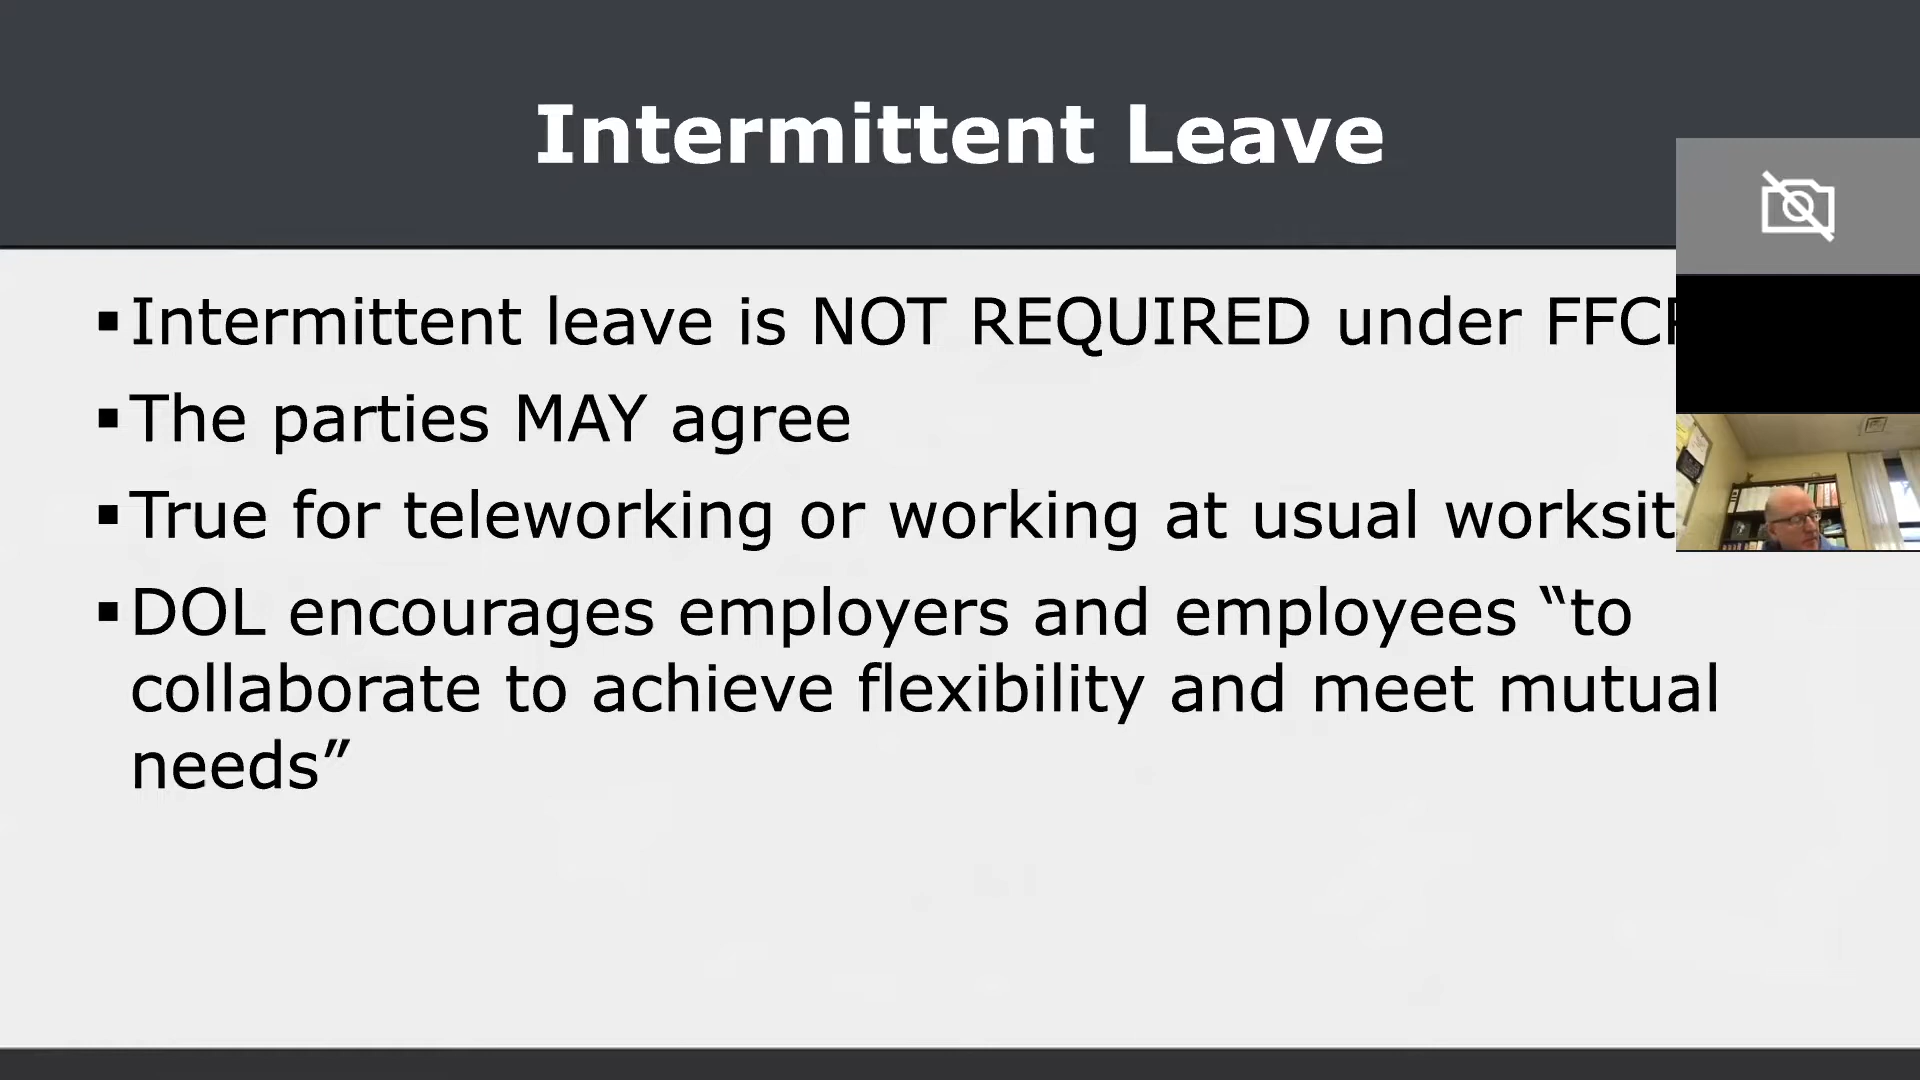 Intermittent Leave
▪Intermittent leave is NOT REQUIRED under
▪The parties MAY agree
▪True for teleworking or working at usual
▪DOL encourages employers and employees “to
collaborate to achieve flexibility and meet mutual
needs”